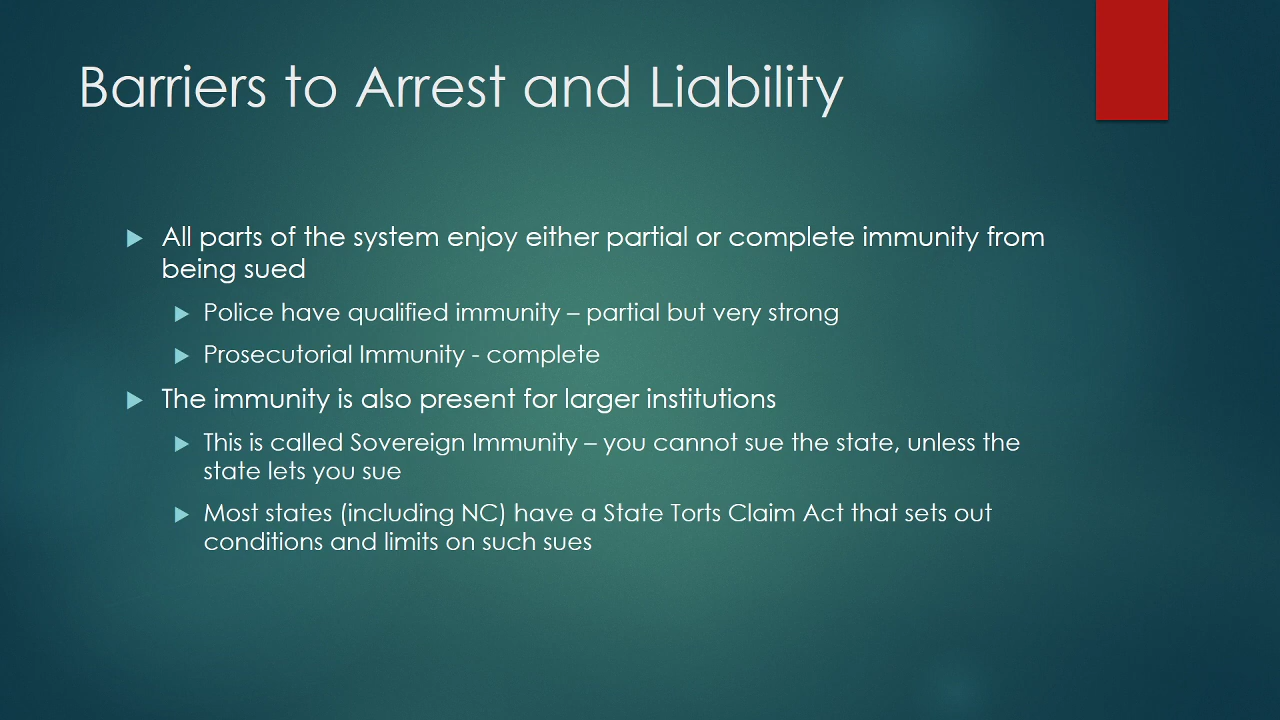 Barriers to Arrest and Liability
All parts of the system enjoy either partial or complete immunity from
being sued
Police have qualified immunity – partial but very strong
Prosecutorial Immunity - complete
The immunity is also present for larger institutions
This is called Sovereign Immunity – you cannot sue the state, unless the
state lets you sue
Most states (including NC) have a State Torts Claim Act that sets out
conditions and limits on such sues